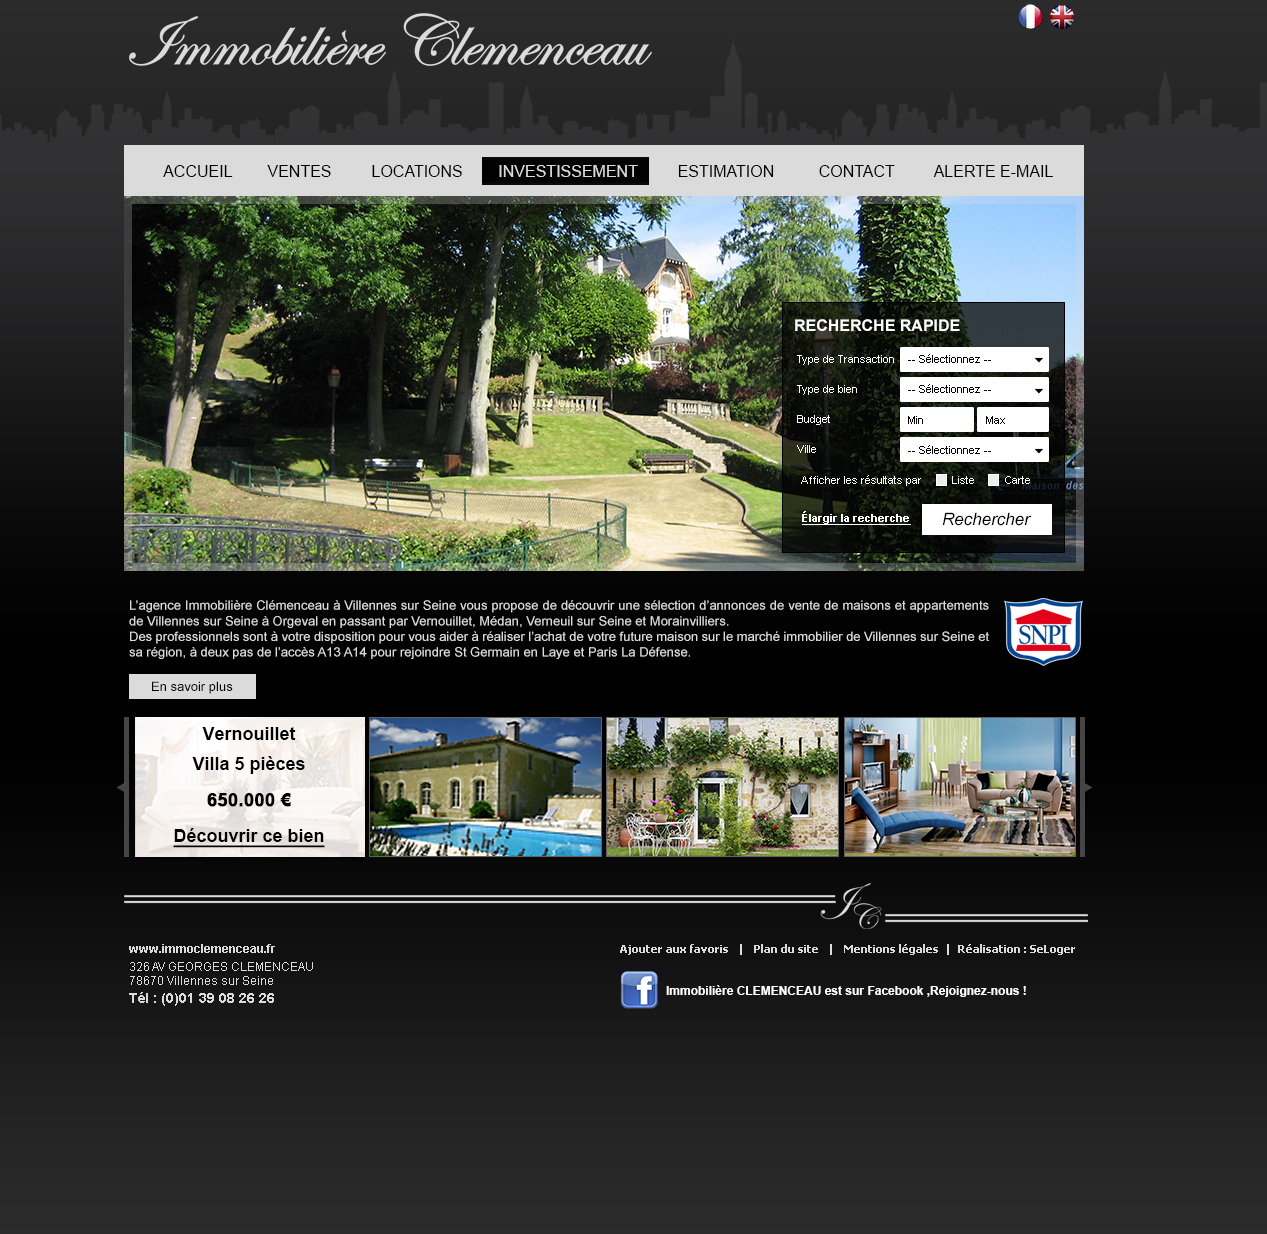 Immobilière Clemenceau
ACCUEIL VENTES LOCATIONS INVESTISSEMENT ESTIMATION CONTACT ALERTE E-MAIL
RECHERCHE RAPIDE
Type de Transaction -- Sélectionnez --
Type de bien -- Sélectionnez --
Budget Min Max
Ville -- Sélectionnez --
Afficher les résultats par Liste Carte
maison des
Élargir la recherche Rechercher
L'agence Immobilière Clémenceau à Villennes sur Seine vous propose de découvrir une sélection d'annonces de vente de maisons et appartements
de Villennes sur Seine à Orgeval en passant par Vernouillet, Médan, Verneuil sur Seine et Morainvilliers.
Des professionnels sont à votre disposition pour vous aider à réaliser l'achat de votre future maison sur le marché immobilier de Villennes sur Seine et
sa région, à deux pas de l'accès A13 A14 pour rejoindre St Germain en Laye et Paris La Défense.
SNPI
En savoir plus
Vernouillet
Villa 5 pièces
650.000 €
Découvrir ce bien
IC
www.immoclemenceau.fr
326 AV GEORGES CLEMENCEAU
78670 Villennes sur Seine
Tél : (0)01 39 08 26 26
Ajouter aux favoris | Plan du site | Mentions légales | Réalisation : SeLoger
f Immobilière CLEMENCEAU est sur Facebook ,Rejoignez-nous !